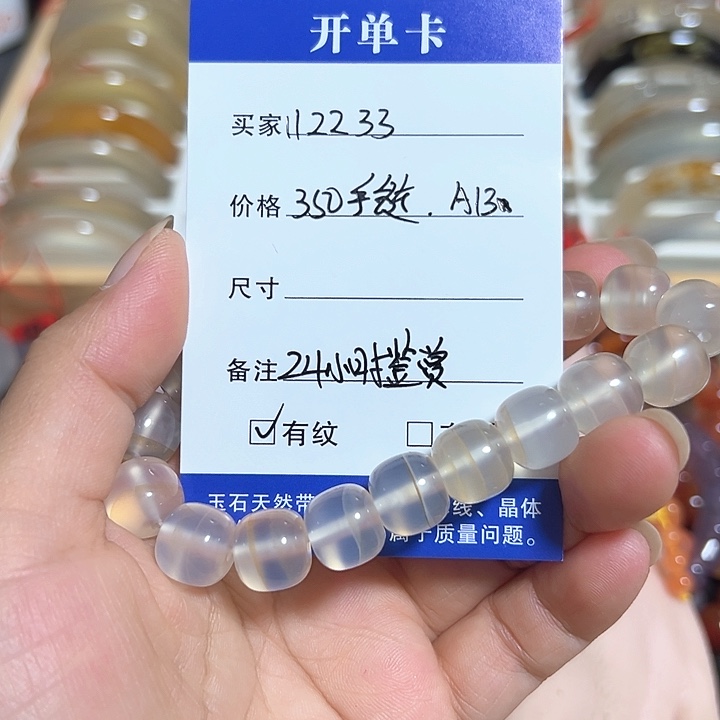 开单卡
买家 112233
价格 350手链. A13
尺寸
备注 24小时鉴赏
☑有纹 □
玉石天然带 线、晶体
属于质量问题。